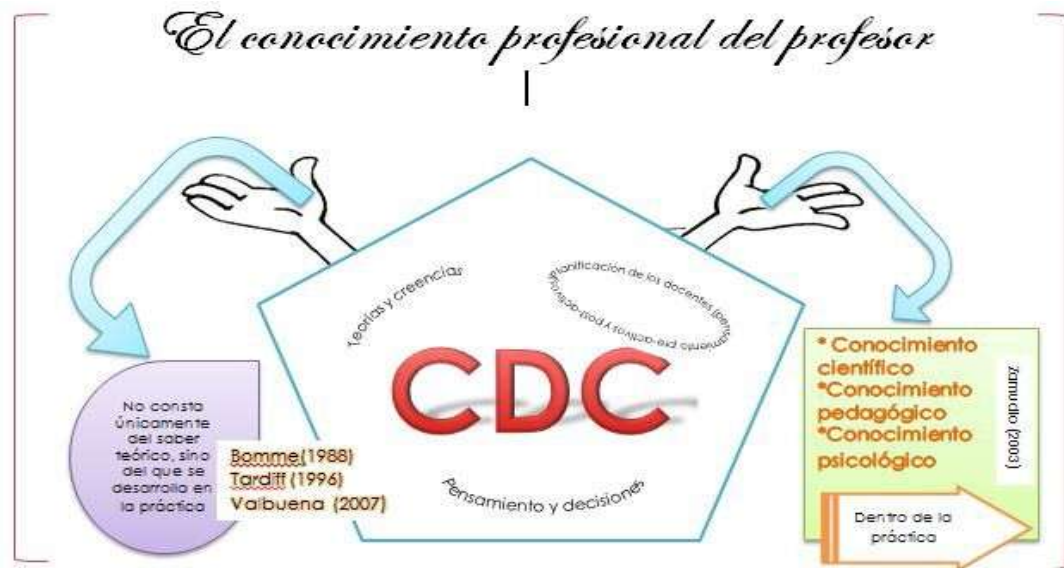 El conocimiento profesional del profesor
Teorías y creencias
Planificación de los docentes (pensamiento pre-activos y post-activos)
CDC
Pensamiento y decisiones
No consta
únicamente
del saber
teórico, sino
del que se
desarrolla en
la práctica
Bomme(1988)
Tardiff (1996)
Valbuena (2007)
* Conocimiento
científico
*Conocimiento
pedagógico
*Conocimiento
psicológico
Zamudio (2003)
Dentro de la
práctica